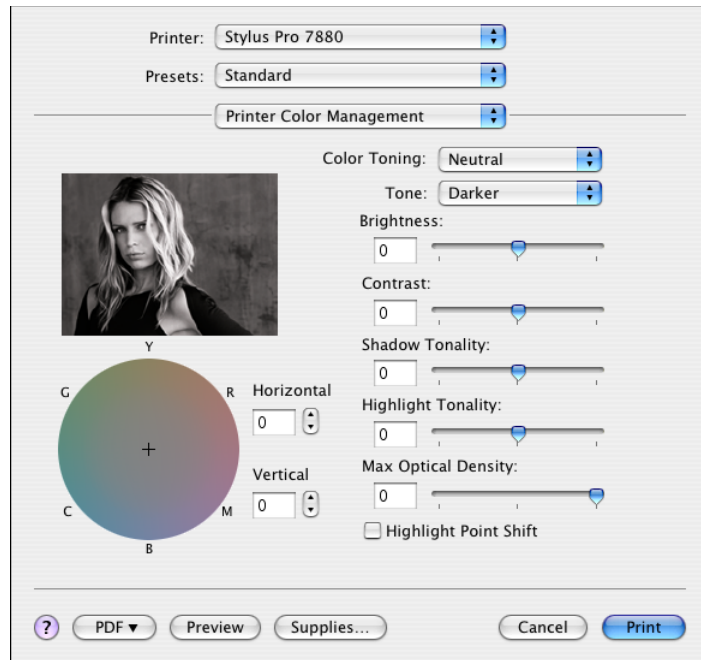 Printer: Stylus Pro 7880
Presets: Standard
Printer Color Management
Color Toning: Neutral
Tone: Darker
Brightness:
0
Contrast:
0
Shadow Tonality:
0
Highlight Tonality:
0
Max Optical Density:
0
Highlight Point Shift
Y
G
R
C
M
B
Horizontal
0
Vertical
0
?
PDF ▼
Preview
Supplies...
Cancel
Print